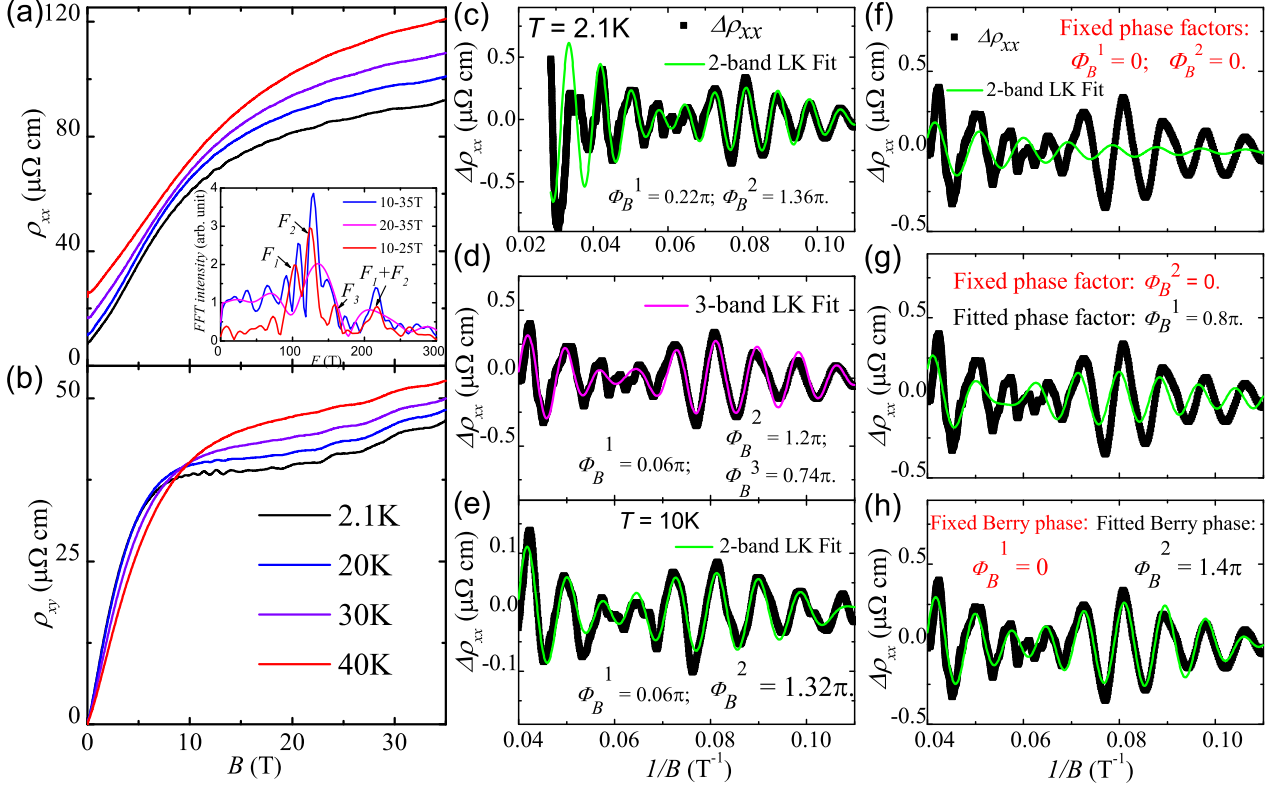 (a)
120
80
40
0
ρxx (μΩ cm)
FFT intensity (arb. unit)
4
3
2
1
0
10-35T
20-35T
10-25T
F1
F2
F3
F1+F2
0 100 200 300
F (T)
(b)
50
25
0
ρxy (μΩ cm)
2.1K
20K
30K
40K
0 10 20 30
B (T)
(c)
T = 2.1K
Δρxx
2-band LK Fit
0.5
0.0
-0.5
Δρxx (μΩ cm)
ΦB1 = 0.22π; ΦB2 = 1.36π.
0.02 0.04 0.06 0.08 0.10
(d)
3-band LK Fit
0.5
0.0
-0.5
Δρxx (μΩ cm)
ΦB1 = 0.06π;
ΦB2 = 1.2π;
ΦB3 = 0.74π.
(e)
T = 10K
2-band LK Fit
0.1
0.0
-0.1
Δρxx (μΩ cm)
ΦB1 = 0.06π;
ΦB2 = 1.32π.
0.04 0.06 0.08 0.10
1/B (T-1)
(f)
Δρxx
Fixed phase factors:
ΦB1 = 0; ΦB2 = 0.
2-band LK Fit
0.5
0.0
-0.5
Δρxx (μΩ cm)
(g)
Fixed phase factor: ΦB2 = 0.
Fitted phase factor: ΦB1 = 0.8π.
0.5
0.0
-0.5
Δρxx (μΩ cm)
(h)
Fixed Berry phase: Fitted Berry phase:
ΦB1 = 0
ΦB2 = 1.4π
0.5
0.0
-0.5
Δρxx (μΩ cm)
0.04 0.06 0.08 0.10
1/B (T-1)